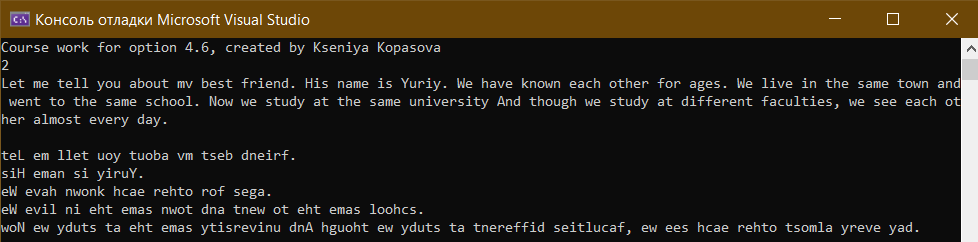 Консоль отладки Microsoft Visual Studio
Course work for option 4.6, created by Kseniya Kopasova
2
Let me tell you about mv best friend. His name is Yuriy. We have known each other for ages. We live in the same town and
went to the same school. Now we study at the same university And though we study at different faculties, we see each ot
her almost every day.
teL em llet uoy tuoba vm tseb dneirf.
siH eman si yiruY.
eW evah nwonk hcae rehto rof sega.
eW evil ni eht emas nwot dna tnew ot eht emas loohcs.
woN ew yduts ta eht emas ytisrevinu dnA hguoht ew yduts ta tnereffid seitlucaf, ew ees hcae rehto tsomla yreve yad.